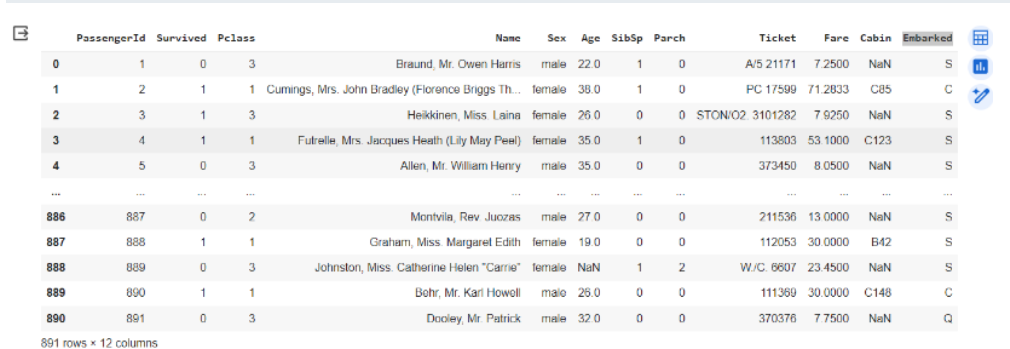 PassengerId Survived Pclass Name Sex Age SibSp Parch Ticket Fare Cabin Embarked
0 1 0 3 Braund, Mr. Owen Harris male 22.0 1 0 A/5 21171 7.2500 NaN S
1 2 1 1 Cumings, Mrs. John Bradley (Florence Briggs Th... female 38.0 1 0 PC 17599 71.2833 C85 C
2 3 1 3 Heikkinen, Miss. Laina female 26.0 0 0 STON/O2. 3101282 7.9250 NaN S
3 4 1 1 Futrelle, Mrs. Jacques Heath (Lily May Peel) female 35.0 1 0 113803 53.1000 C123 S
4 5 0 3 Allen, Mr. William Henry male 35.0 0 0 373450 8.0500 NaN S
... ... ... ... ... ... ... ... ... ... ... ... ...
886 887 0 2 Montvila, Rev. Juozas male 27.0 0 0 211536 13.0000 NaN S
887 888 1 1 Graham, Miss. Margaret Edith female 19.0 0 0 112053 30.0000 B42 S
888 889 0 3 Johnston, Miss. Catherine Helen "Carrie" female NaN 1 2 W./C. 6607 23.4500 NaN S
889 890 1 1 Behr, Mr. Karl Howell male 26.0 0 0 111369 30.0000 C148 C
890 891 0 3 Dooley, Mr. Patrick male 32.0 0 0 370376 7.7500 NaN Q
891 rows × 12 columns